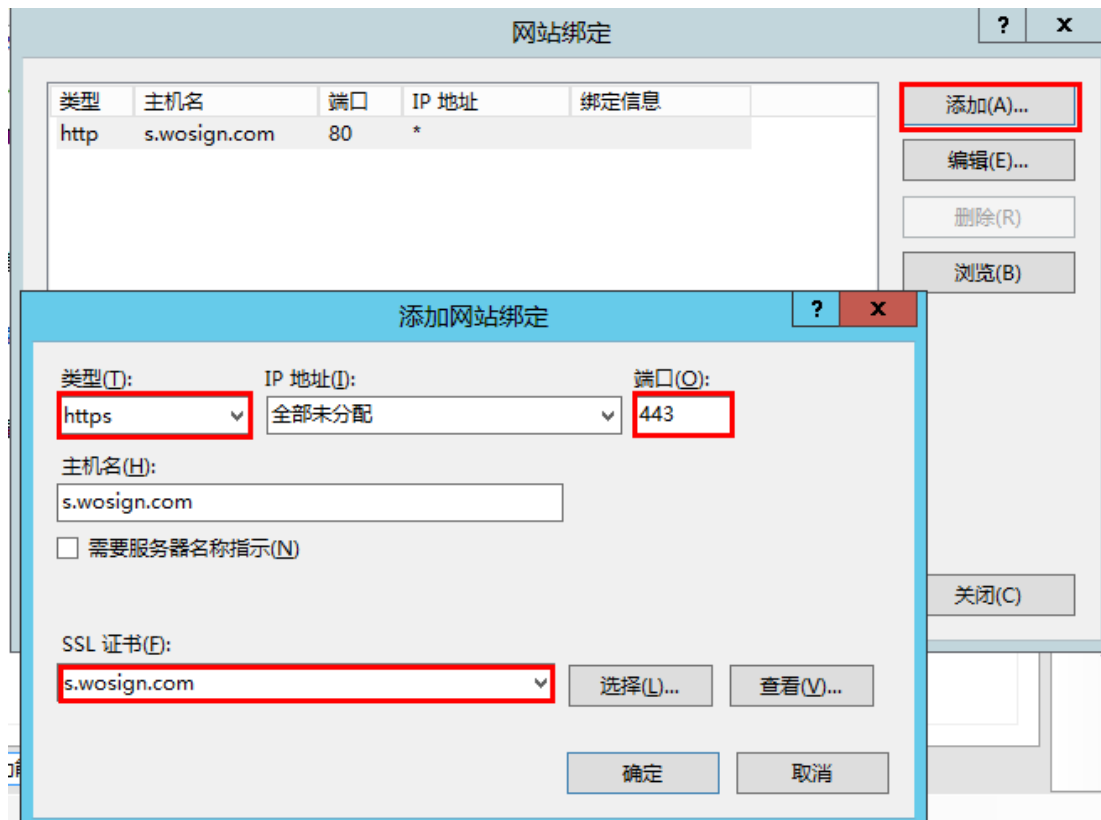 网站绑定
? x
类型 主机名 端口 IP 地址 绑定信息
http s.wosign.com 80 *
添加(A)...
编辑(E)...
删除(R)
浏览(B)
关闭(C)
添加网站绑定
? x
类型(T): IP 地址(I): 端口(O):
https 全部未分配 443
主机名(H):
s.wosign.com
需要服务器名称指示(N)
SSL 证书(F):
s.wosign.com 选择(L)... 查看(V)...
确定 取消